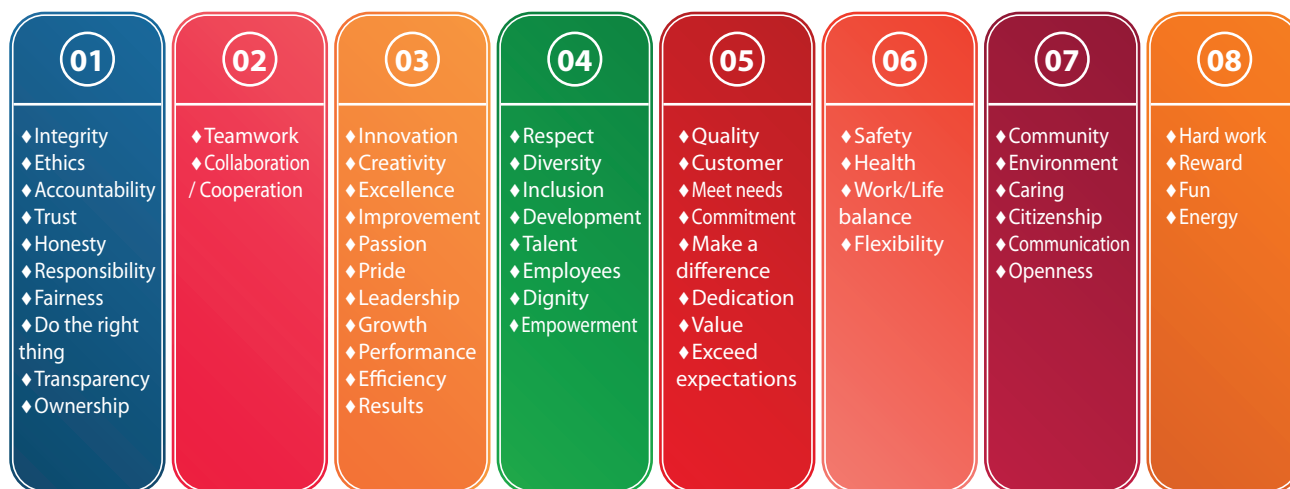 01
♦Integrity
♦Ethics
♦Accountability
♦Trust
♦Honesty
♦Responsibility
♦Fairness
♦Do the right
thing
♦Transparency
♦Ownership
02
♦Teamwork
♦Collaboration
/ Cooperation
03
♦Innovation
♦Creativity
♦Excellence
♦Improvement
♦Passion
♦Pride
♦Leadership
♦Growth
♦Performance
♦Efficiency
♦Results
04
♦Respect
♦Diversity
♦Inclusion
♦Development
♦Talent
♦Employees
♦Dignity
♦Empowerment
05
♦Quality
♦Customer
♦Meet needs
♦Commitment
♦Make a
difference
♦Dedication
♦Value
♦Exceed
expectations
06
♦Safety
♦Health
♦Work/Life
balance
♦Flexibility
07
♦Community
♦Environment
♦Caring
♦Citizenship
♦Communication
♦Openness
08
♦Hard work
♦Reward
♦Fun
♦Energy